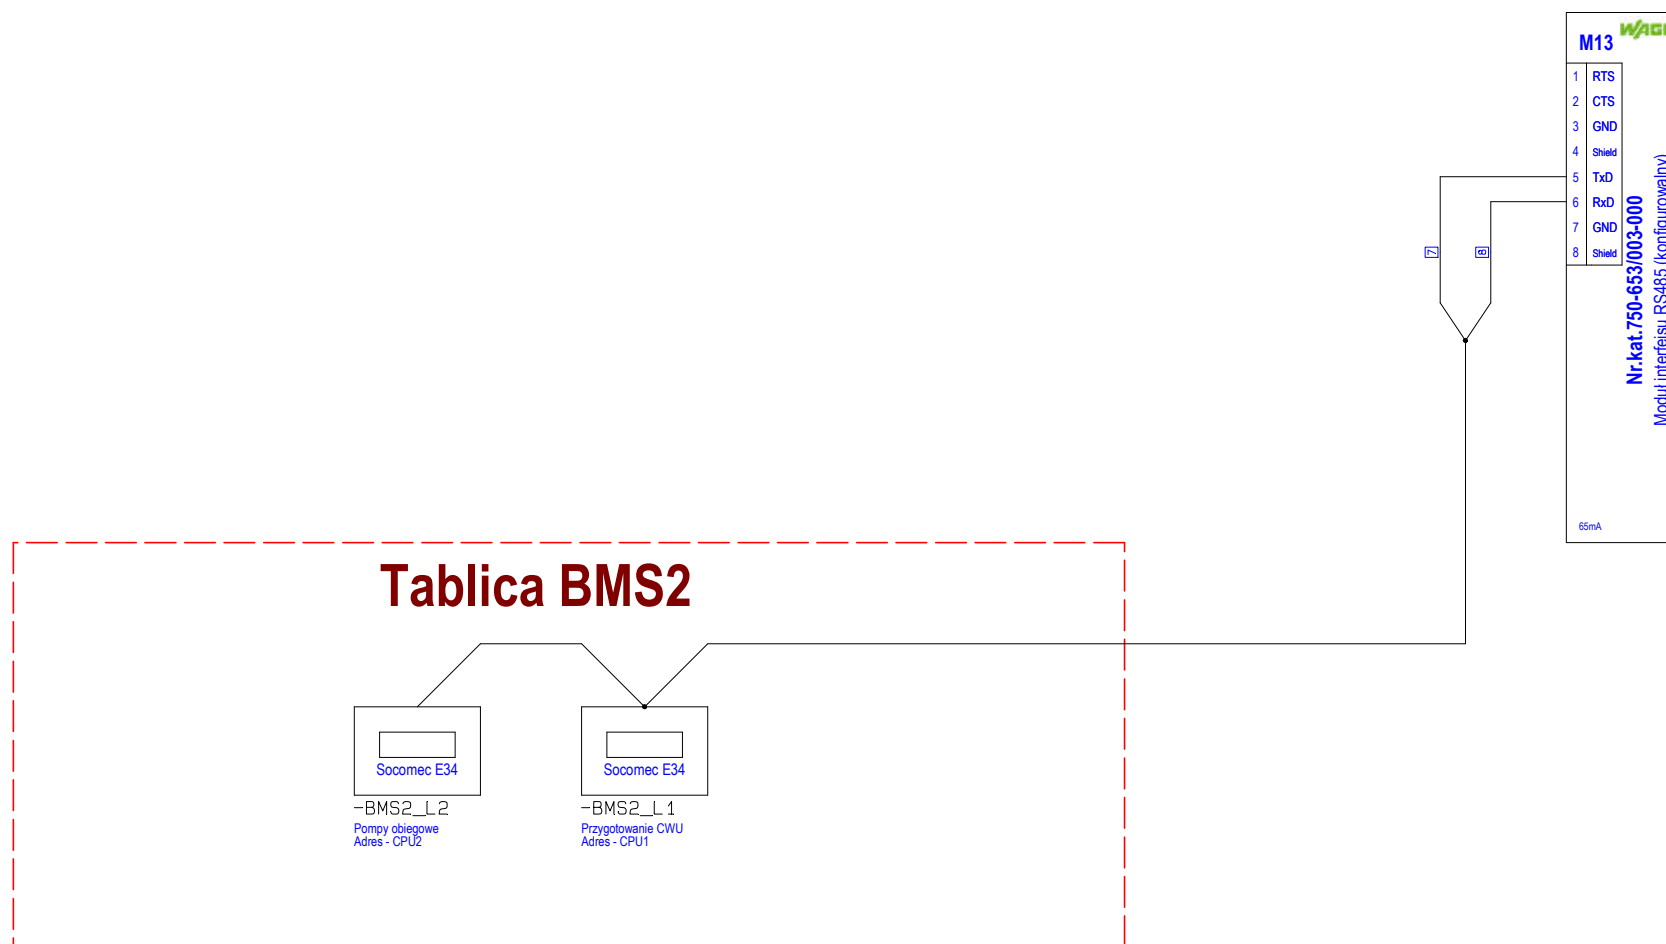 WAG
M13
1 RTS
2 CTS
3 GND
4 Shield
5 TxD
6 RxD
7 GND
8 Shield
Nr.kat.750-653/003-000
Moduł interfejsu RS485 (konfigurowalny)
65mA
7
8
Tablica BMS2
Socomec E34
-BMS2_L2
Pompy obiegowe
Adres - CPU2
Socomec E34
-BMS2_L1
Przygotowanie CWU
Adres - CPU1